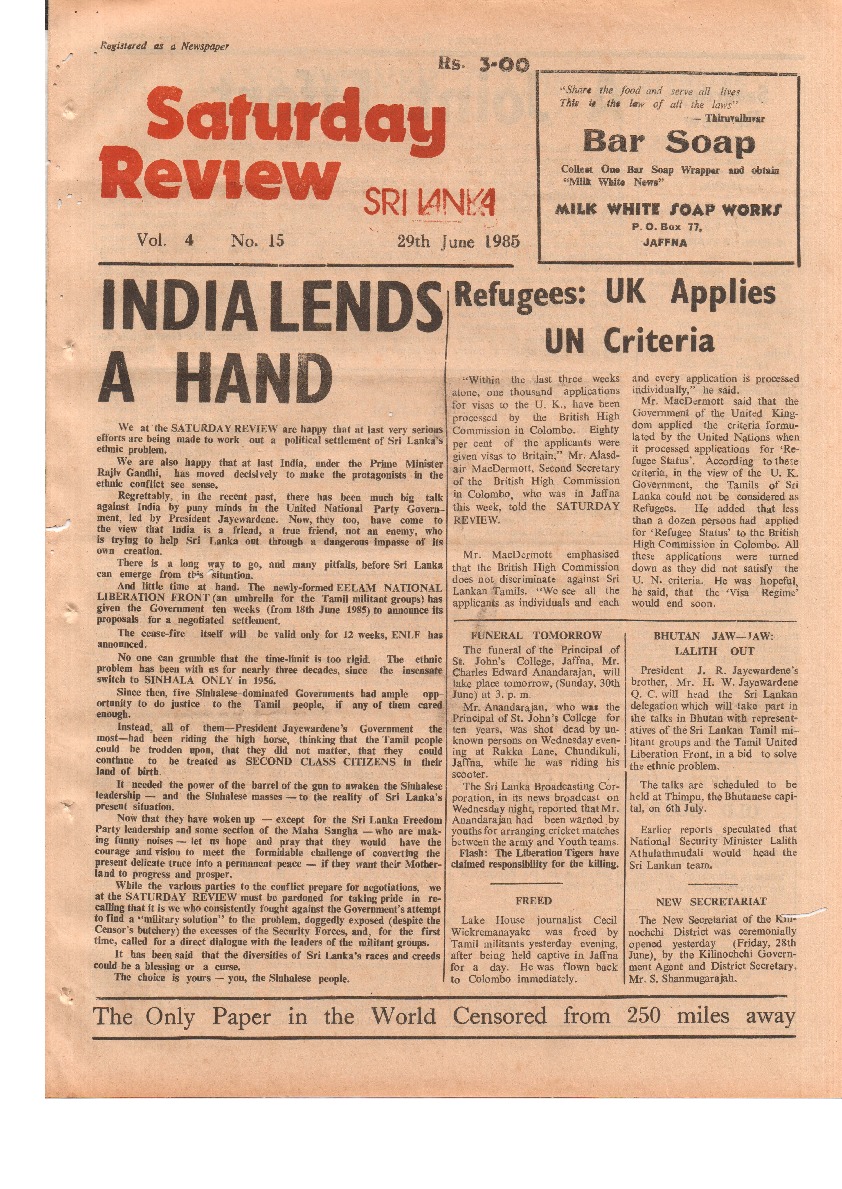 Registered as a Newspaper
Rs. 3-00
Saturday
Review
SRI LANKA
Vol. 4 No. 15 29th June 1985
"Share the food and serve all lives
This is the law of all the laws"
— Thiruvalluvar
Bar Soap
Collect One Bar Soap Wrapper and obtain
"Milk White News"
MILK WHITE SOAP WORKS
P. O. Box 77,
JAFFNA
INDIA LENDS
A HAND
We at the SATURDAY REVIEW are happy that at last very serious
efforts are being made to work out a political settlement of Sri Lanka's
ethnic problem.
We are also happy that at last India, under the Prime Minister
Rajiv Gandhi, has moved decisively to make the protagonists in the
ethnic conflict see sense.
Regrettably, in the recent past, there has been much big talk
against India by puny minds in the United National Party Govern-
ment, led by President Jayewardene. Now, they too, have come to
the view that India is a friend, a true friend, not an enemy, who
is trying to help Sri Lanka out through a dangerous impasse of its
own creation.
There is a long way to go, and many pitfalls, before Sri Lanka
can emerge from this situation.
And little time at hand. The newly-formed EELAM NATIONAL
LIBERATION FRONT (an umbrella for the Tamil militant groups) has
given the Government ten weeks (from 18th June 1985) to announce its
proposals for a negotiated settlement.
The cease-fire itself will be valid only for 12 weeks, ENLF has
announced.
No one can grumble that the time-limit is too rigid. The ethnic
problem has been with us for nearly three decades, since the insensate
switch to SINHALA ONLY in 1956.
Since then, five Sinhalese-dominated Governments had ample opp-
ortunity to do justice to the Tamil people, if any of them cared
enough.
Instead, all of them—President Jayewardene's Government the
most—had been riding the high horse, thinking that the Tamil people
could be trodden upon, that they did not matter, that they could
continue to be treated as SECOND CLASS CITIZENS in their
land of birth.
It needed the power of the barrel of the gun to awaken the Sinhalese
leadership — and the Sinhalese masses — to the reality of Sri Lanka's
present situation.
Now that they have woken up — except for the Sri Lanka Freedom
Party leadership and some section of the Maha Sangha — who are mak-
ing funny noises — let us hope and pray that they would have the
courage and vision to meet the formidable challenge of converting the
present delicate truce into a permanent peace — if they want their Mother-
land to progress and prosper.
While the various parties to the conflict prepare for negotiations, we
at the SATURDAY REVIEW must be pardoned for taking pride in re-
calling that it is we who consistently fought against the Government's attempt
to find a "military solution" to the problem, doggedly exposed (despite the
Censor's butchery) the excesses of the Security Forces, and, for the first
time, called for a direct dialogue with the leaders of the militant groups.
It has been said that the diversities of Sri Lanka's races and creeds
could be a blessing or a curse.
The choice is yours — you, the Sinhalese people.
Refugees: UK Applies
UN Criteria
"Within the last three weeks
alone, one thousand applications
for visas to the U. K., have been
processed by the British High
Commission in Colombo. Eighty
per cent of the applicants were
given visas to Britain," Mr. Alasd-
air MacDermott, Second Secretary
of the British High Commission
in Colombo, who was in Jaffna
this week, told the SATURDAY
REVIEW.
Mr. MacDermott emphasised
that the British High Commission
does not discriminate against Sri
Lankan Tamils. "We see all the
applicants as individuals and each
and every application is processed
individually," he said.
Mr. MacDermott said that the
Government of the United King-
dom applied the criteria formu-
lated by the United Nations when
it processed applications for 'Re-
fugee Status'. According to these
criteria, in the view of the U. K.
Government, the Tamils of Sri
Lanka could not be considered as
Refugees. He added that less
than a dozen persons had applied
for 'Refugee Status' to the British
High Commission in Colombo. All
these applications were turned
down as they did not satisfy the
U. N. criteria. He was hopeful,
he said, that the 'Visa Regime'
would end soon.
FUNERAL TOMORROW
The funeral of the Principal of
St. John's College, Jaffna, Mr.
Charles Edward Anandarajan, will
take place tomorrow, (Sunday, 30th
June) at 3. p. m.
Mr. Anandarajan, who was the
Principal of St. John's College for
ten years, was shot dead by un-
known persons on Wednesday even-
ing at Rakka Lane, Chundikuli,
Jaffna, while he was riding his
scooter.
The Sri Lanka Broadcasting Cor-
poration, in its news broadcast on
Wednesday night, reported that Mr.
Anandarajan had been warned by
youths for arranging cricket matches
between the army and Youth teams.
Flash: The Liberation Tigers have
claimed responsibility for the killing.
FREED
Lake House journalist Cecil
Wickremanayake was freed by
Tamil militants yesterday evening,
after being held captive in Jaffna
for a day. He was flown back
to Colombo immediately.
BHUTAN JAW—JAW:
LALITH OUT
President J. R. Jayewardene's
brother, Mr. H. W. Jayewardene
Q. C. will head the Sri Lankan
delegation which will take part in
the talks in Bhutan with represent-
atives of the Sri Lankan Tamil mi-
litant groups and the Tamil United
Liberation Front, in a bid to solve
the ethnic problem.
The talks are scheduled to be
held at Thimpu, the Bhutanese capi-
tal, on 6th July.
Earlier reports speculated that
National Security Minister Lalith
Athulathmudali would head the
Sri Lankan team.
NEW SECRETARIAT
The New Secretariat of the Kili-
nochchi District was ceremonially
opened yesterday (Friday, 28th
June), by the Kilinochchi Govern-
ment Agent and District Secretary.
Mr. S. Shanmugarajah.
The Only Paper in the World Censored from 250 miles away